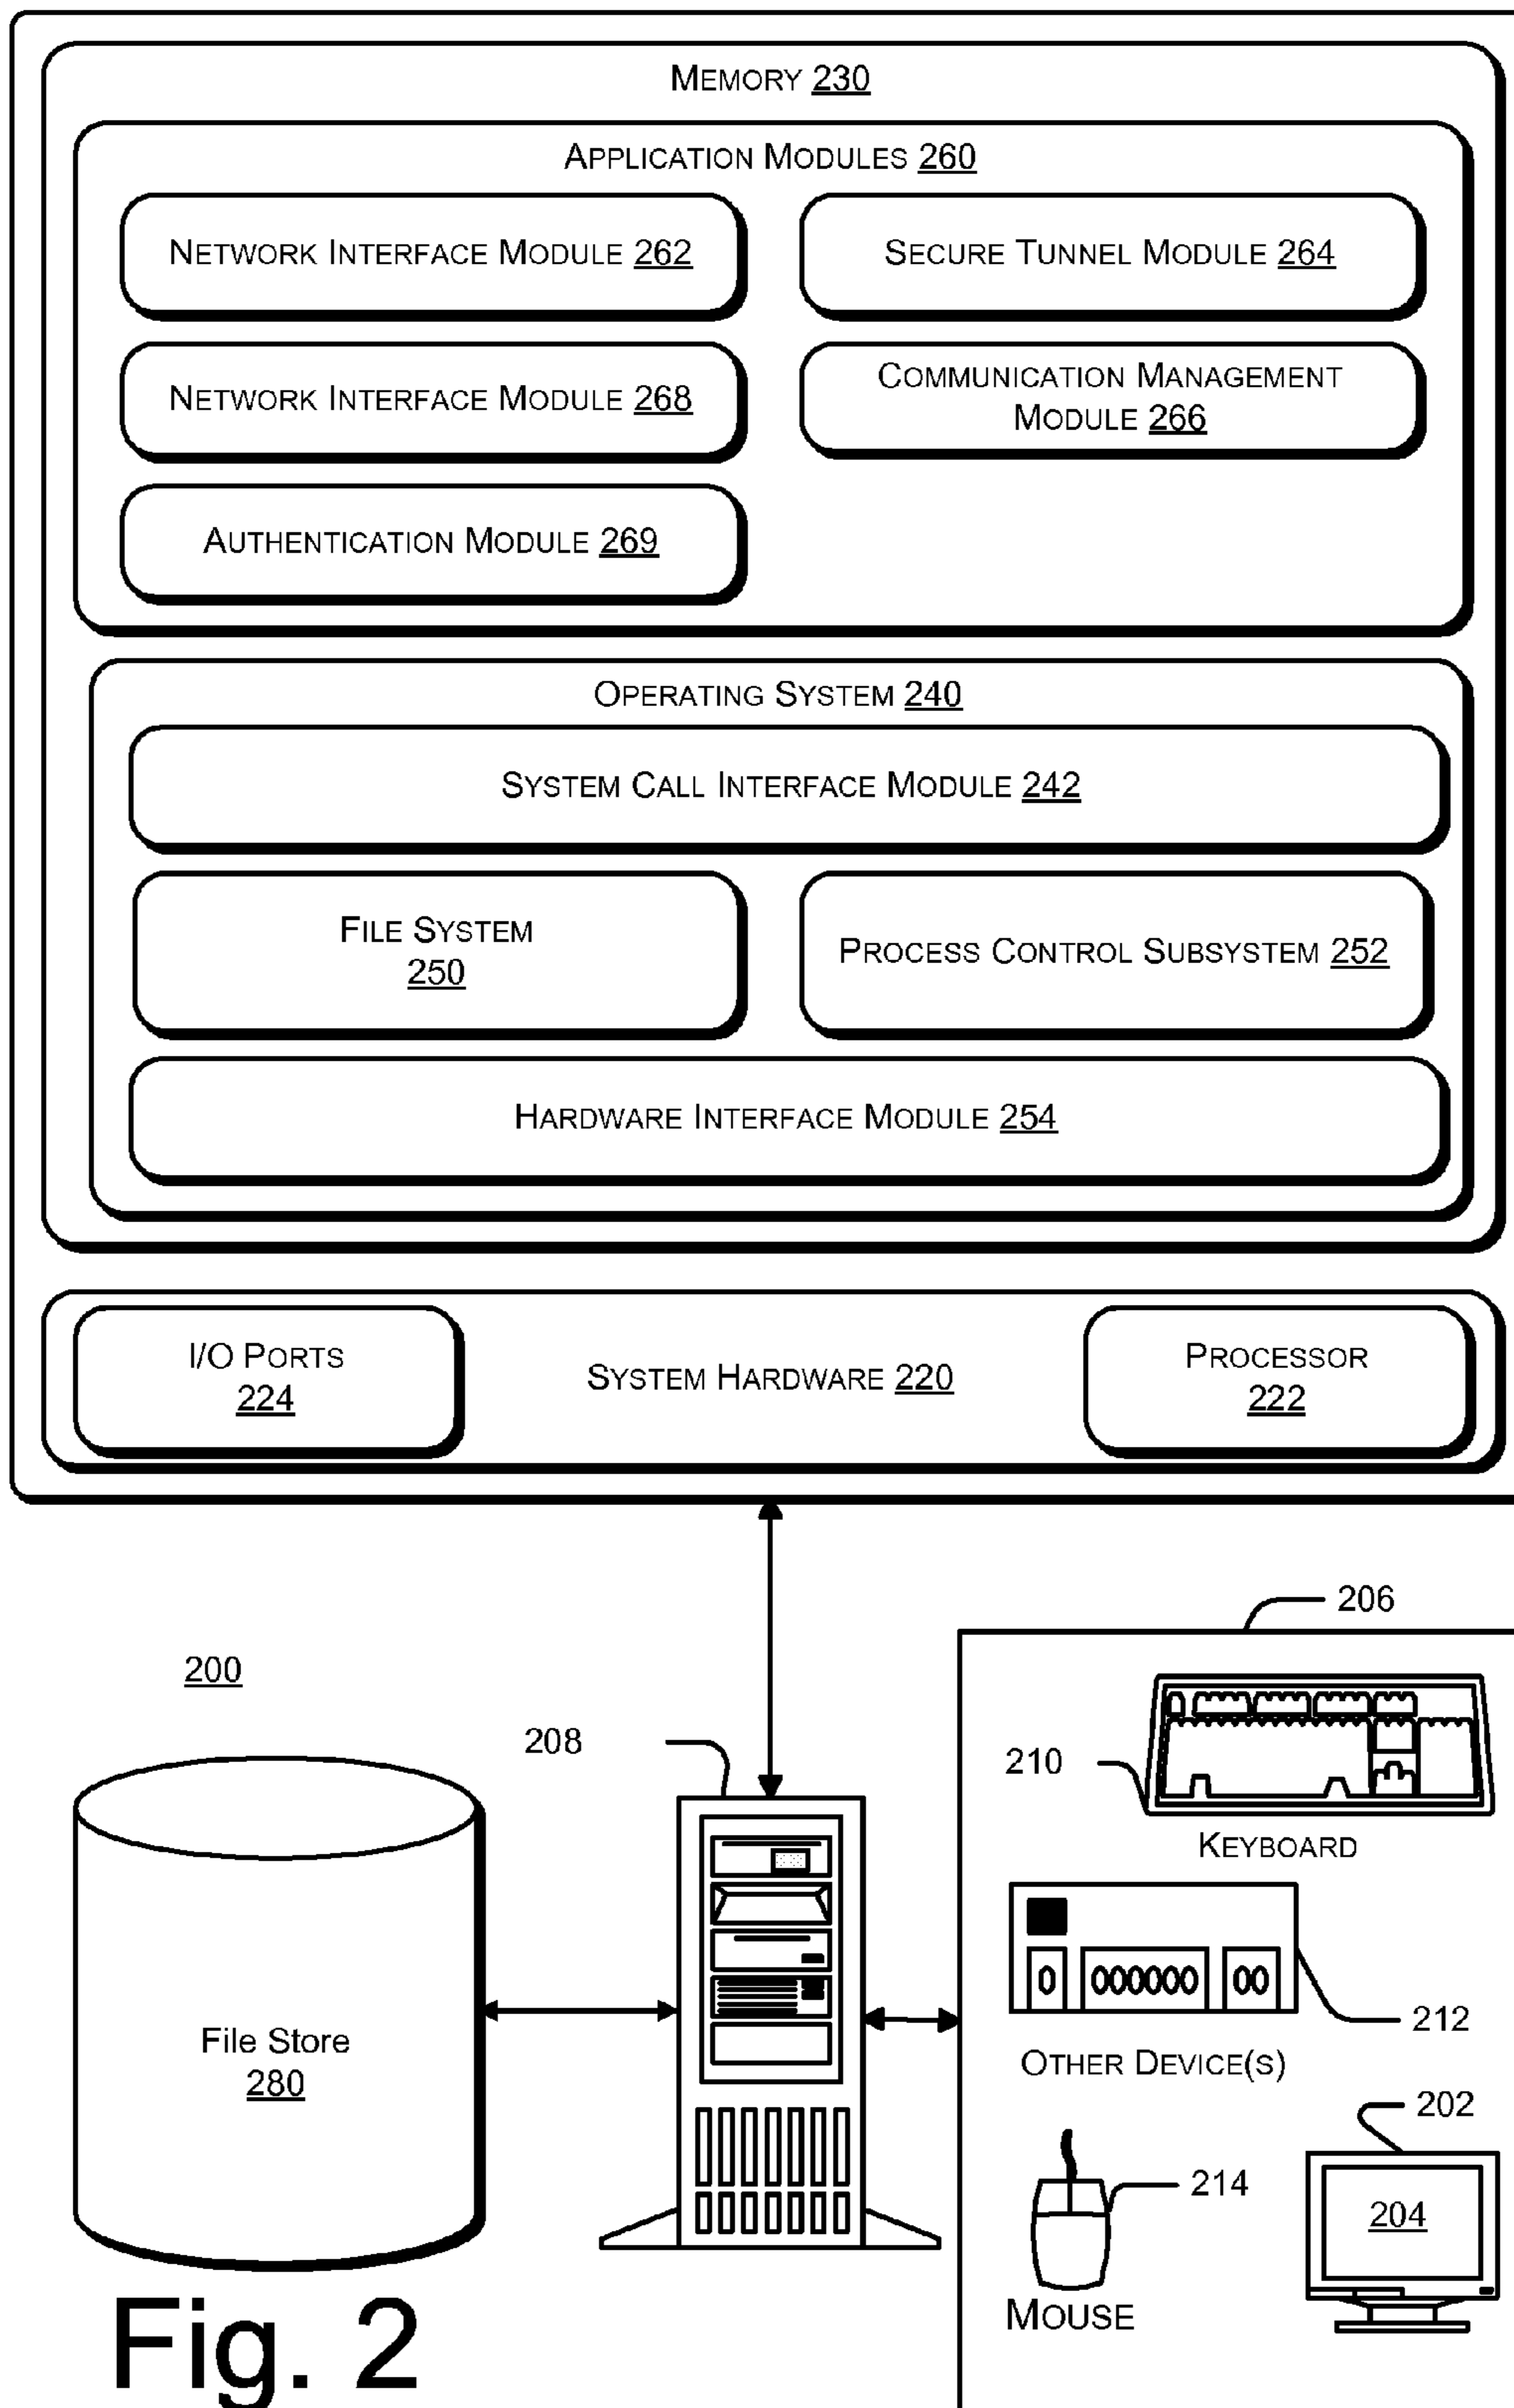 MEMORY 230
APPLICATION MODULES 260
NETWORK INTERFACE MODULE 262
SECURE TUNNEL MODULE 264
NETWORK INTERFACE MODULE 268
COMMUNICATION MANAGEMENT
MODULE 266
AUTHENTICATION MODULE 269
OPERATING SYSTEM 240
SYSTEM CALL INTERFACE MODULE 242
FILE SYSTEM
250
PROCESS CONTROL SUBSYSTEM 252
HARDWARE INTERFACE MODULE 254
I/O PORTS
224
SYSTEM HARDWARE 220
PROCESSOR
222
206
200
208
210
KEYBOARD
212
OTHER DEVICE(S)
File Store
280
202
214
204
MOUSE
Fig. 2